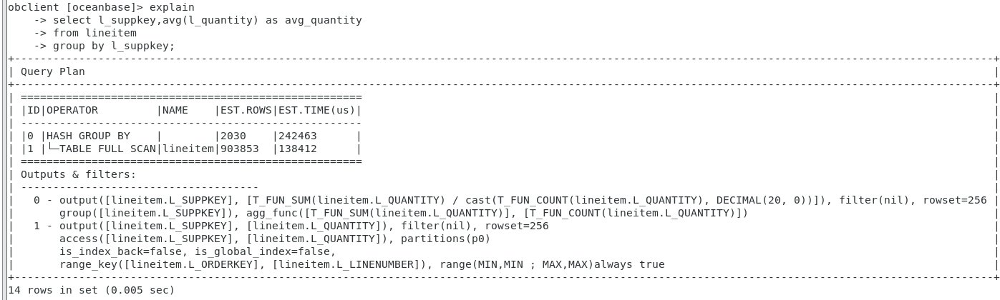 obclient [oceanbase]> explain
    -> select l_suppkey,avg(l_quantity) as avg_quantity
    -> from lineitem
    -> group by l_suppkey;
+--------------------------------------------------------------------------------------------------------------------------------------------------------+
| Query Plan                                                                                                                                             |
+--------------------------------------------------------------------------------------------------------------------------------------------------------+
| =====================================================                                                                                                  |
| |ID|OPERATOR         |NAME    |EST.ROWS|EST.TIME(us)|                                                                                                  |
| -----------------------------------------------------                                                                                                  |
| |0 |HASH GROUP BY    |        |2030    |242463      |                                                                                                  |
| |1 |└─TABLE FULL SCAN|lineitem|903853  |138412      |                                                                                                  |
| =====================================================                                                                                                  |
| Outputs & filters:                                                                                                                                     |
| -------------------------------------                                                                                                                  |
|   0 - output([lineitem.L_SUPPKEY], [T_FUN_SUM(lineitem.L_QUANTITY) / cast(T_FUN_COUNT(lineitem.L_QUANTITY), DECIMAL(20, 0))]), filter(nil), rowset=256 |
|       group([lineitem.L_SUPPKEY]), agg_func([T_FUN_SUM(lineitem.L_QUANTITY)], [T_FUN_COUNT(lineitem.L_QUANTITY)])                                      |
|   1 - output([lineitem.L_SUPPKEY], [lineitem.L_QUANTITY]), filter(nil), rowset=256                                                                     |
|       access([lineitem.L_SUPPKEY], [lineitem.L_QUANTITY]), partitions(p0)                                                                              |
|       is_index_back=false, is_global_index=false,                                                                                                      |
|       range_key([lineitem.L_ORDERKEY], [lineitem.L_LINENUMBER]), range(MIN,MIN ; MAX,MAX)always true                                                   |
+--------------------------------------------------------------------------------------------------------------------------------------------------------+
14 rows in set (0.005 sec)